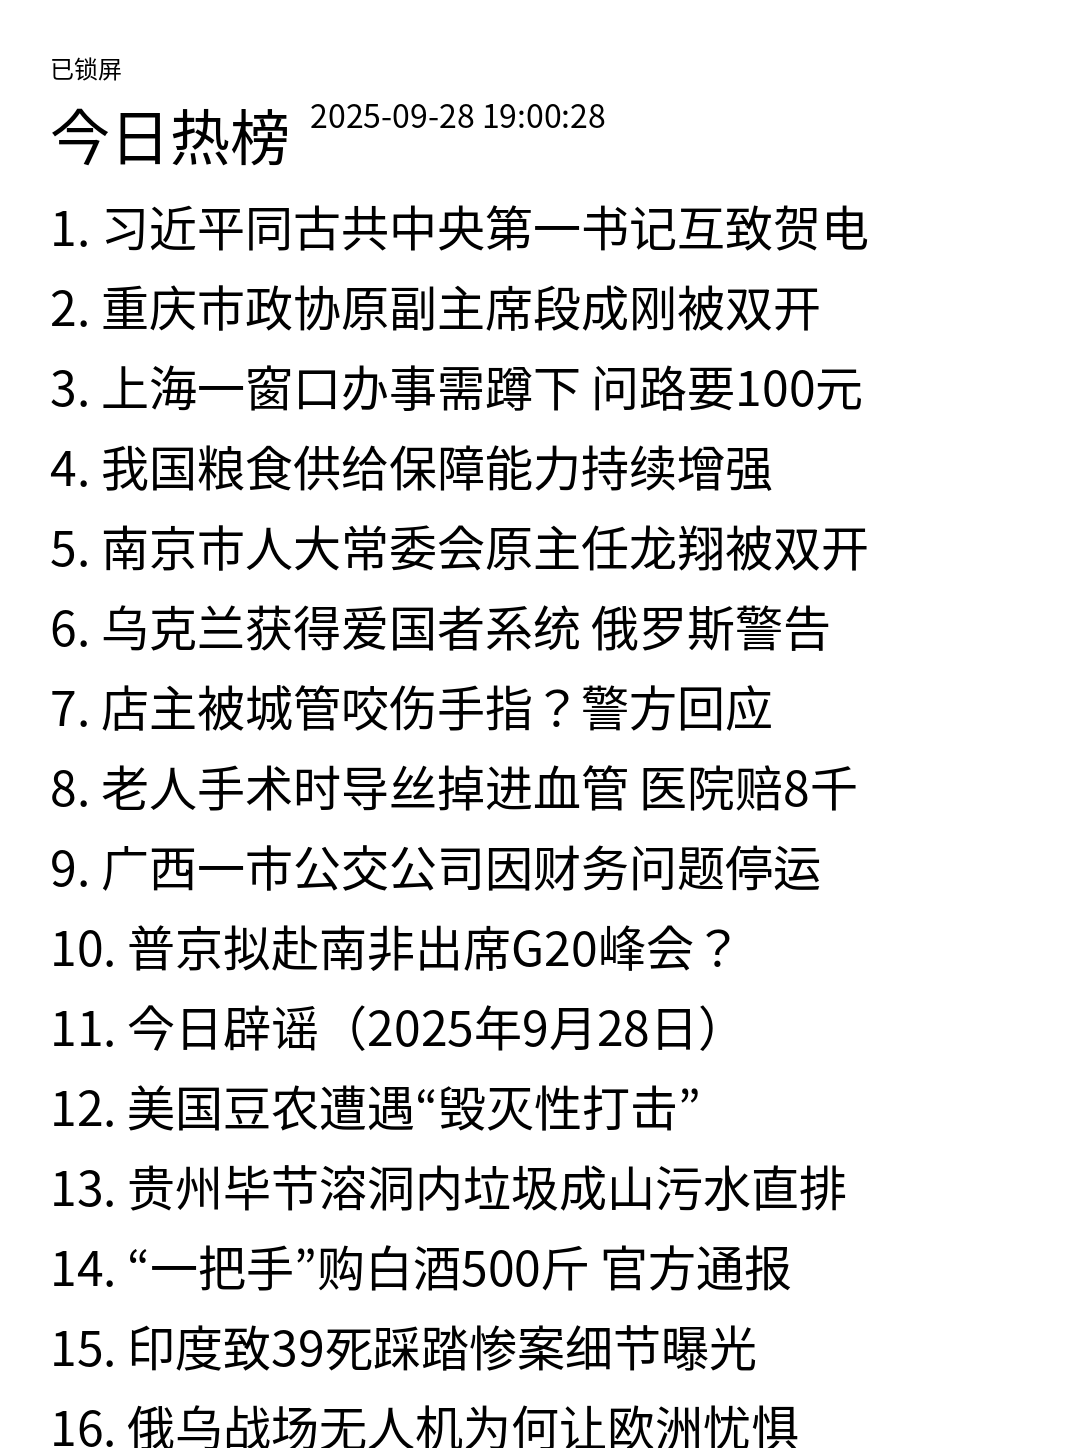 已锁屏
今日热榜 2025-09-28 19:00:28
1. 习近平同古共中央第一书记互致贺电
2. 重庆市政协原副主席段成刚被双开
3. 上海一窗口办事需蹲下 问路要100元
4. 我国粮食供给保障能力持续增强
5. 南京市人大常委会原主任龙翔被双开
6. 乌克兰获得爱国者系统 俄罗斯警告
7. 店主被城管咬伤手指？警方回应
8. 老人手术时导丝掉进血管 医院赔8千
9. 广西一市公交公司因财务问题停运
10. 普京拟赴南非出席G20峰会？
11. 今日辟谣（2025年9月28日）
12. 美国豆农遭遇“毁灭性打击”
13. 贵州毕节溶洞内垃圾成山污水直排
14. “一把手”购白酒500斤 官方通报
15. 印度致39死踩踏惨案细节曝光
16. 俄乌战场无人机为何让欧洲忧惧